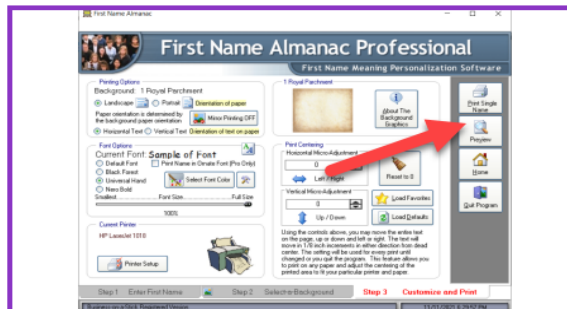 First Name Almanac
First Name Almanac Professional
First Name Meaning Personalization Software
Printing Options
Background: 1 Royal Parchment
Landscape Portrait Orientation of paper
Paper orientation is determined by
the background paper orientation
Mirror Printing OFF
Horizontal Text Vertical Text Orientation of text on paper
Font Options
Current Font: Sample of Font
Default Font Print Name in Ornate Font (Pro Only)
Black Forest
Universal Hand
Nero Bold
Select Font Color
Smallest Font Size Full Size
100%
Current Printer
HP LaserJet 1010
Printer Setup
1 Royal Parchment
About The
Background
Graphics
Print Centering
Horizontal Micro-Adjustment
0
Left / Right
Reset to 0
Vertical Micro-Adjustment
0
Up / Down
Load Favorites
Load Defaults
Using the controls above, you may move the entire text
on the page, up or down and left or right. The text will
move in 1/8 inch increments in either direction from dead
center. The setting will be used for every print until
changed or you quit the program. This feature allows you
to print on any paper and adjust the centering of the
printed area to fit your particular printer and paper.
Print Single
Name
Preview
Home
Quit Program
Step 1 Enter First Name
Step 2 Select a Background
Step 3 Customize and Print
Business on a Stick Registered Version